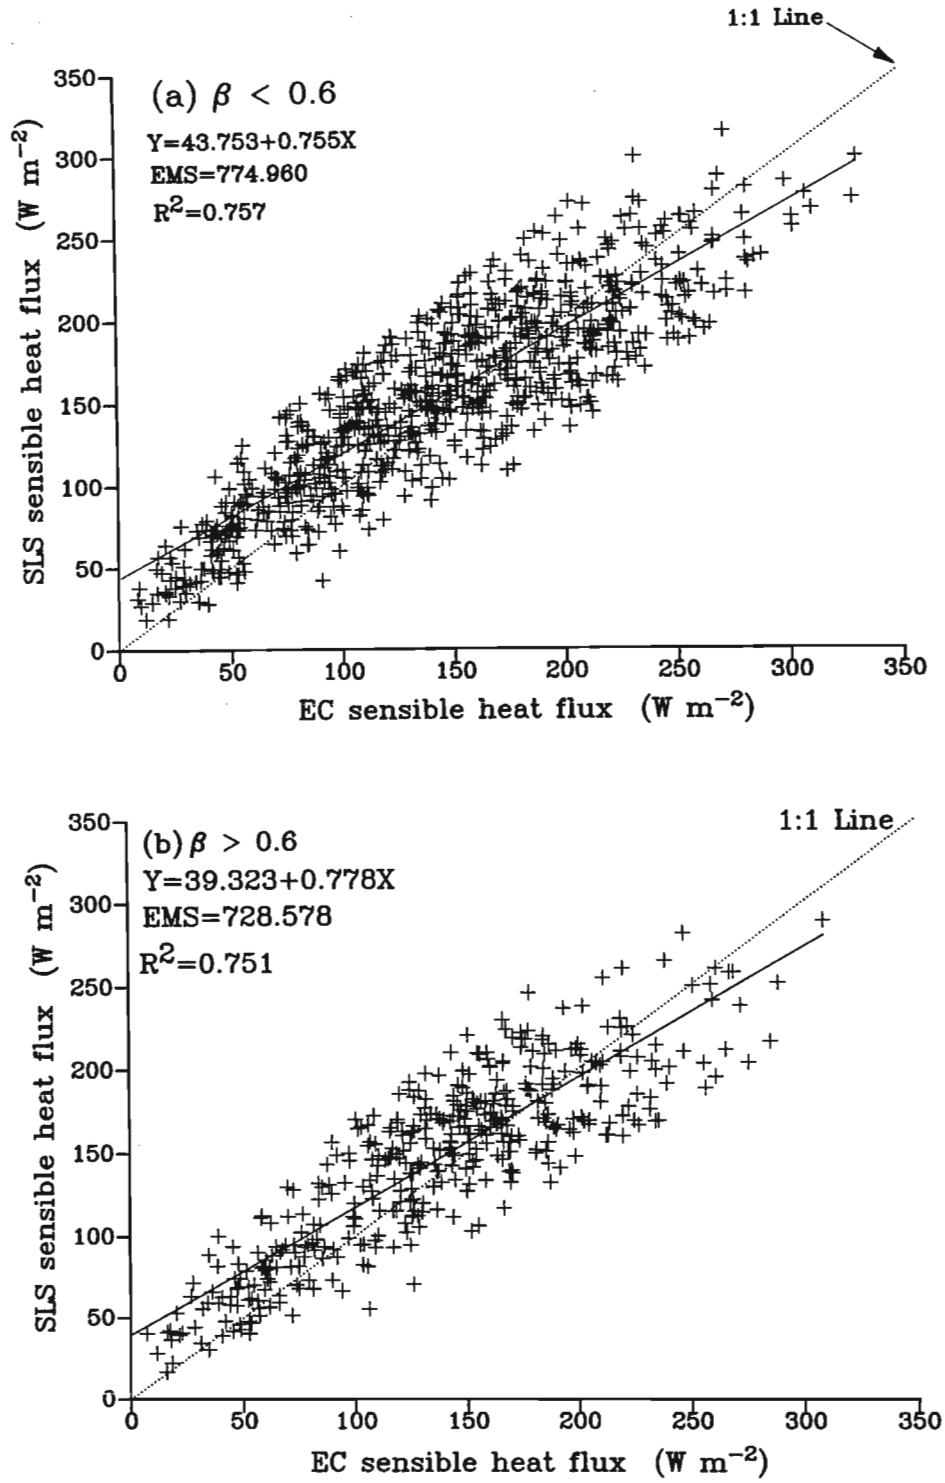 1:1 Line
(a) β < 0.6
Y=43.753+0.755X
EMS=774.960
R²=0.757
SLS sensible heat flux (W m⁻²)
350
300
250
200
150
100
50
0
0 50 100 150 200 250 300 350
EC sensible heat flux (W m⁻²)
1:1 Line
(b) β > 0.6
Y=39.323+0.778X
EMS=728.578
R²=0.751
SLS sensible heat flux (W m⁻²)
350
300
250
200
150
100
50
0
0 50 100 150 200 250 300 350
EC sensible heat flux (W m⁻²)